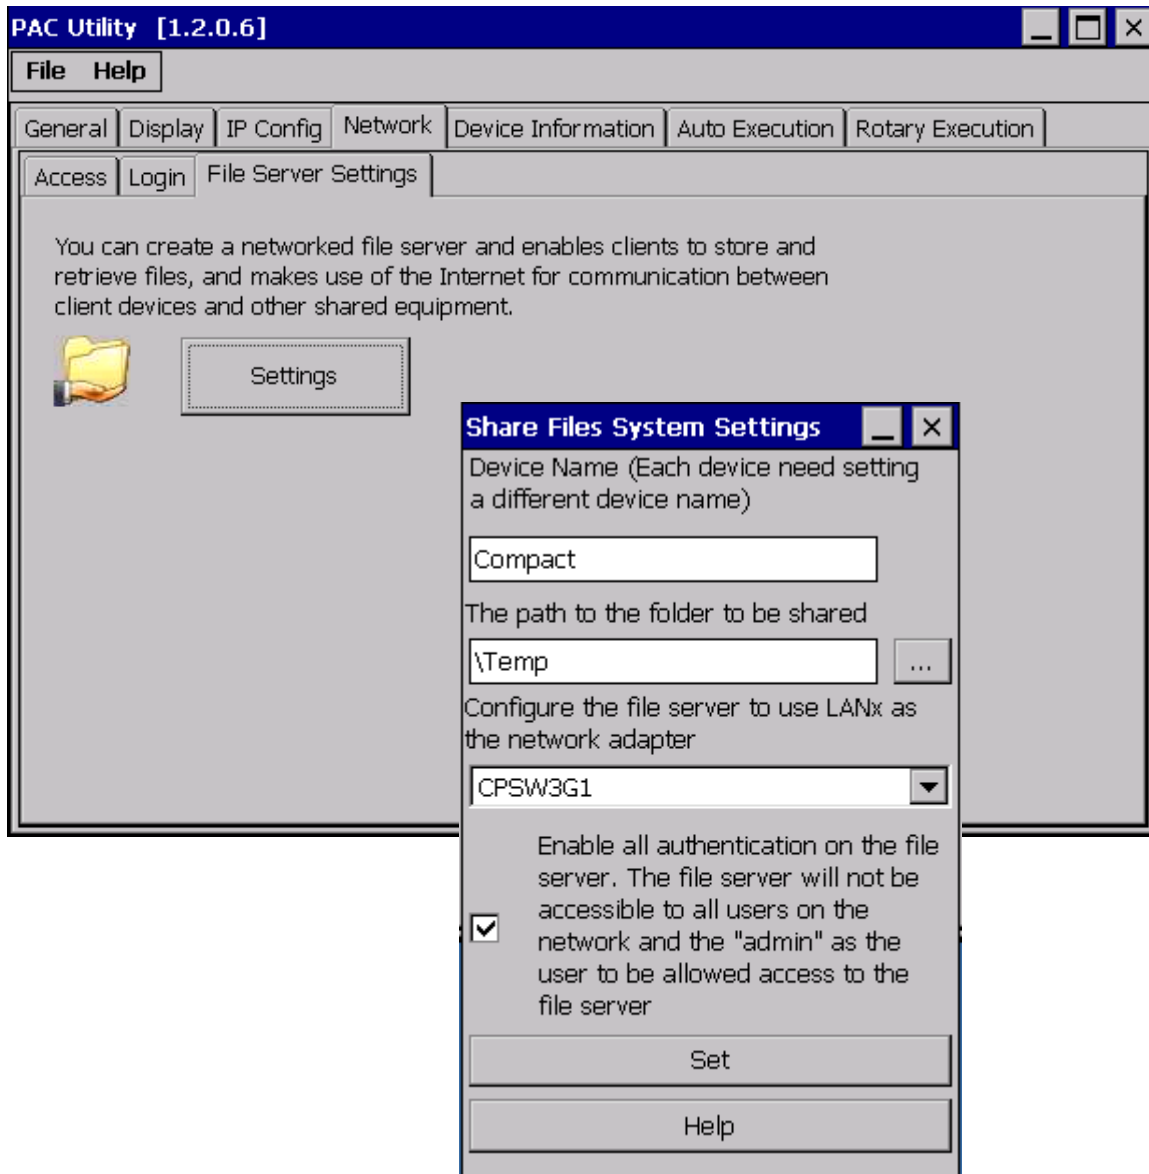 PAC Utility [1.2.0.6]
File Help
General Display IP Config Network Device Information Auto Execution Rotary Execution
Access Login File Server Settings
You can create a networked file server and enables clients to store and
retrieve files, and makes use of the Internet for communication between
client devices and other shared equipment.
Settings
Share Files System Settings
Device Name (Each device need setting
a different device name)
Compact
The path to the folder to be shared
\Temp
...
Configure the file server to use LANx as
the network adapter
CPSW3G1
Enable all authentication on the file
server. The file server will not be
accessible to all users on the
network and the "admin" as the
user to be allowed access to the
file server
Set
Help